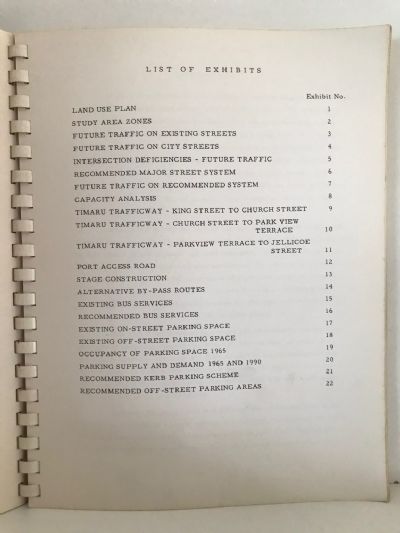 LIST OF EXHIBITS
Exhibit No.
LAND USE PLAN 1
STUDY AREA ZONES 2
FUTURE TRAFFIC ON EXISTING STREETS 3
FUTURE TRAFFIC ON CITY STREETS 4
INTERSECTION DEFICIENCIES - FUTURE TRAFFIC 5
RECOMMENDED MAJOR STREET SYSTEM 6
FUTURE TRAFFIC ON RECOMMENDED SYSTEM 7
CAPACITY ANALYSIS 8
TIMARU TRAFFICWAY - KING STREET TO CHURCH STREET 9
TIMARU TRAFFICWAY - CHURCH STREET TO PARK VIEW
TERRACE 10
TIMARU TRAFFICWAY - PARKVIEW TERRACE TO JELLICOE
STREET 11
PORT ACCESS ROAD 12
STAGE CONSTRUCTION 13
ALTERNATIVE BY-PASS ROUTES 14
EXISTING BUS SERVICES 15
RECOMMENDED BUS SERVICES 16
EXISTING ON-STREET PARKING SPACE 17
EXISTING OFF-STREET PARKING SPACE 18
OCCUPANCY OF PARKING SPACE 1965 19
PARKING SUPPLY AND DEMAND 1965 AND 1990 20
RECOMMENDED KERB PARKING SCHEME 21
RECOMMENDED OFF-STREET PARKING AREAS 22